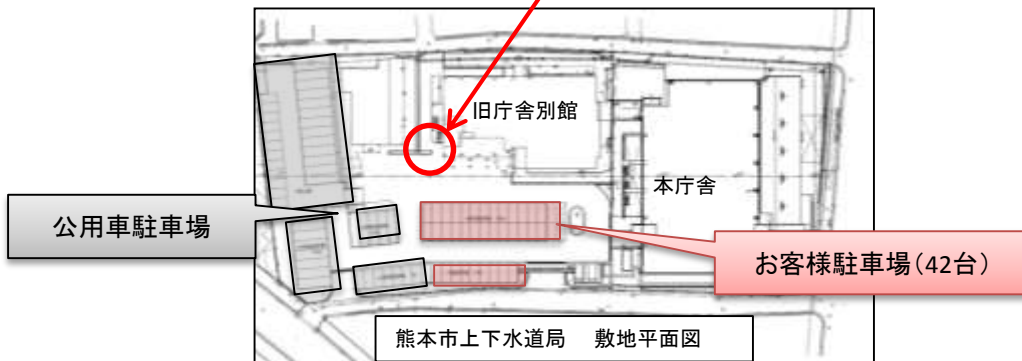 旧庁舎別館
本庁舎
公用車駐車場
お客様駐車場(42台)
熊本市上下水道局 敷地平面図